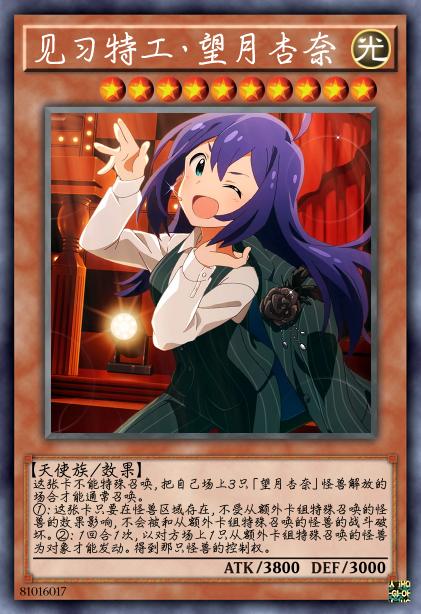 见习特工·望月杏奈
光
【天使族/效果】
这张卡不能特殊召唤,把自己场上3只「望月杏奈」怪兽解放的
场合才能通常召唤。
①:这张卡只要在怪兽区域存在,不受从额外卡组特殊召唤的怪
兽的效果影响,不会被和从额外卡组特殊召唤的怪兽的战斗破
坏。②:1回合1次,以对方场上1只从额外卡组特殊召唤的怪兽
为对象才能发动。得到那只怪兽的控制权。
ATK/3800 DEF/3000
81016017